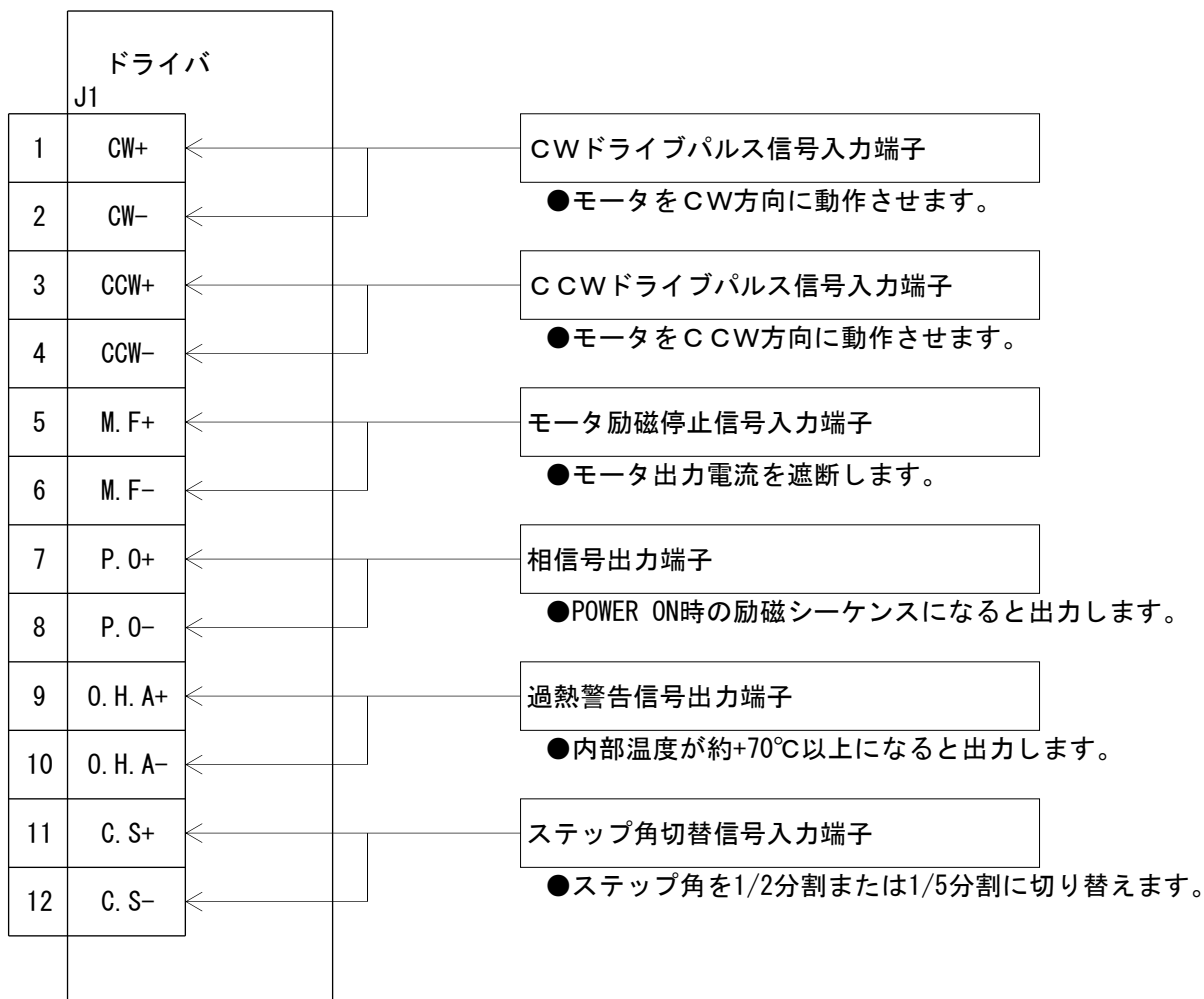 ドライバ
J1
1 CW+ CWドライブパルス信号入力端子
●モータをCW方向に動作させます。
2 CW-
3 CCW+ CCWドライブパルス信号入力端子
●モータをCCW方向に動作させます。
4 CCW-
5 M.F+ モータ励磁停止信号入力端子
●モータ出力電流を遮断します。
6 M.F-
7 P.O+ 相信号出力端子
●POWER ON時の励磁シーケンスになると出力します。
8 P.O-
9 O.H.A+ 過熱警告信号出力端子
●内部温度が約+70℃以上になると出力します。
10 O.H.A-
11 C.S+ ステップ角切替信号入力端子
●ステップ角を1/2分割または1/5分割に切り替えます。
12 C.S-